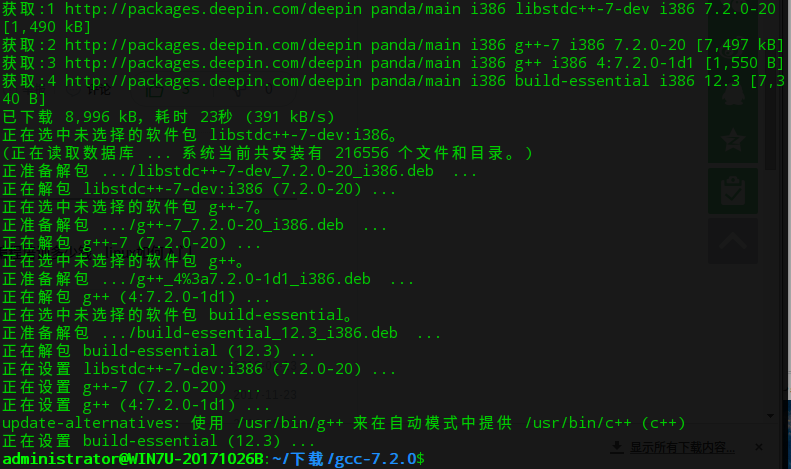 获取:1 http://packages.deepin.com/deepin panda/main i386 libstdc++-7-dev i386 7.2.0-20
[1,490 kB]
获取:2 http://packages.deepin.com/deepin panda/main i386 g++-7 i386 7.2.0-20 [7,497 kB]
获取:3 http://packages.deepin.com/deepin panda/main i386 g++ i386 4:7.2.0-1d1 [1,550 B]
获取:4 http://packages.deepin.com/deepin panda/main i386 build-essential i386 12.3 [7,3
40 B]
已下载 8,996 kB，耗时 23秒 (391 kB/s)
正在选中未选择的软件包 libstdc++-7-dev:i386。
(正在读取数据库 ... 系统当前共安装有 216556 个文件和目录。)
正准备解包 .../libstdc++-7-dev_7.2.0-20_i386.deb ...
正在解包 libstdc++-7-dev:i386 (7.2.0-20) ...
正在选中未选择的软件包 g++-7。
正准备解包 .../g++-7_7.2.0-20_i386.deb ...
正在解包 g++-7 (7.2.0-20) ...
正在选中未选择的软件包 g++。
正准备解包 .../g++_4%3a7.2.0-1d1_i386.deb ...
正在解包 g++ (4:7.2.0-1d1) ...
正在选中未选择的软件包 build-essential。
正准备解包 .../build-essential_12.3_i386.deb ...
正在解包 build-essential (12.3) ...
正在设置 libstdc++-7-dev:i386 (7.2.0-20) ...
正在设置 g++-7 (7.2.0-20) ...
正在设置 g++ (4:7.2.0-1d1) ...
update-alternatives: 使用 /usr/bin/g++ 来在自动模式中提供 /usr/bin/c++ (c++)
正在设置 build-essential (12.3) ...
显示所有下载内容...
administrator@WIN7U-20171026B:~/下载/gcc-7.2.0$